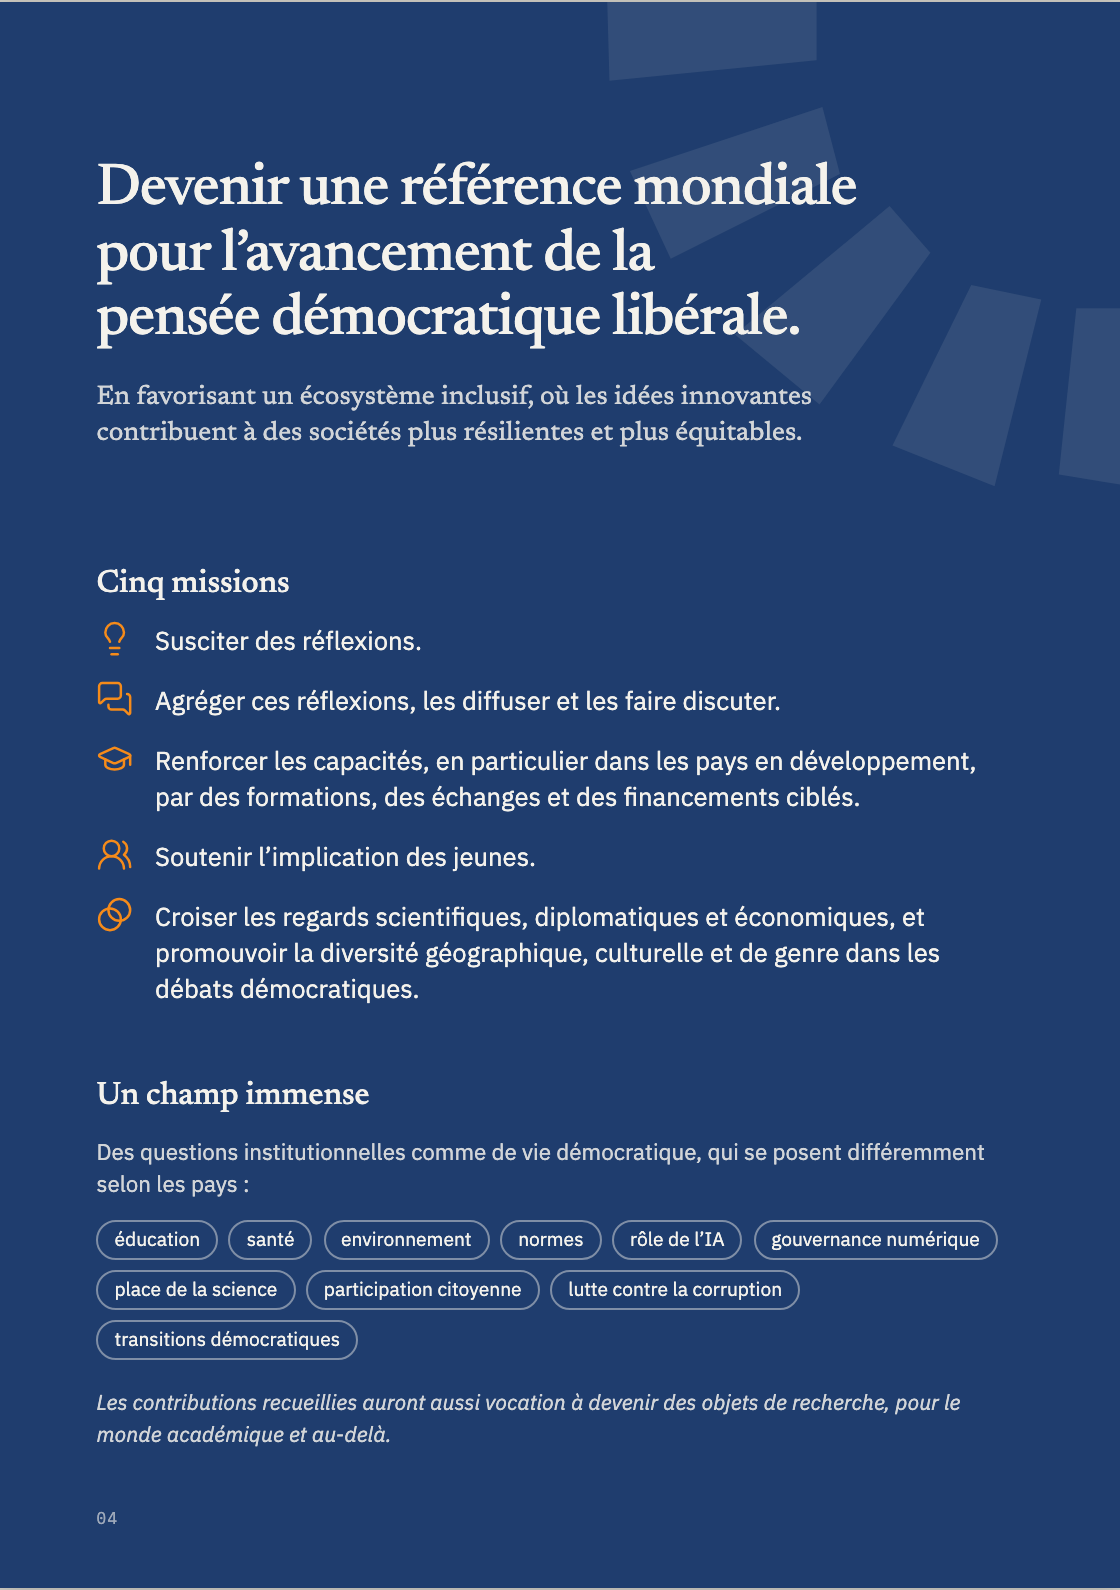 Devenir une référence mondiale
pour l’avancement de la
pensée démocratique libérale.
En favorisant un écosystème inclusif, où les idées innovantes
contribuent à des sociétés plus résilientes et plus équitables.
Cinq missions
Susciter des réflexions.
Agréger ces réflexions, les diffuser et les faire discuter.
Renforcer les capacités, en particulier dans les pays en développement,
par des formations, des échanges et des financements ciblés.
Soutenir l’implication des jeunes.
Croiser les regards scientifiques, diplomatiques et économiques, et
promouvoir la diversité géographique, culturelle et de genre dans les
débats démocratiques.
Un champ immense
Des questions institutionnelles comme de vie démocratique, qui se posent différemment
selon les pays :
éducation santé environnement normes rôle de l’IA gouvernance numérique
place de la science participation citoyenne lutte contre la corruption
transitions démocratiques
Les contributions recueillies auront aussi vocation à devenir des objets de recherche, pour le
monde académique et au-delà.
04